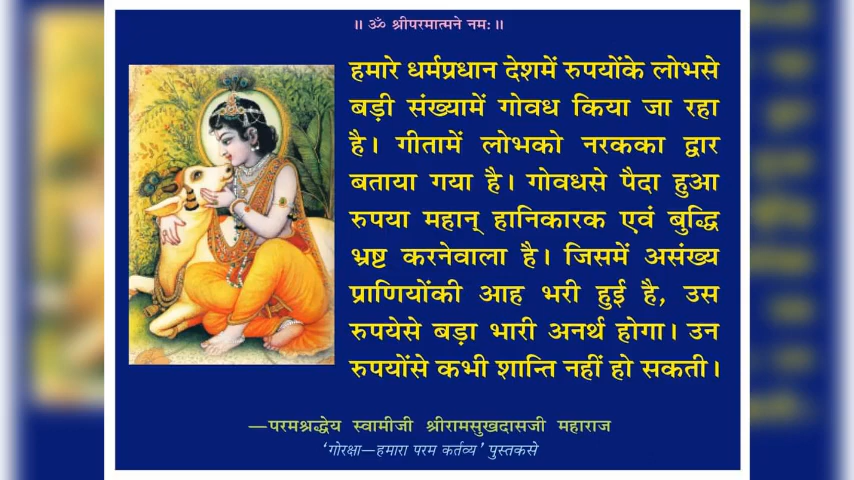 ॥ ॐ श्रीपरमात्मने नमः॥
हमारे धर्मप्रधान देशमें रुपयोंके लोभसे
बड़ी संख्यामें गोवध किया जा रहा
है। गीतामें लोभको नरकका द्वार
बताया गया है। गोवधसे पैदा हुआ
रुपया महान् हानिकारक एवं बुद्धि
भ्रष्ट करनेवाला है। जिसमें असंख्य
प्राणियोंकी आह भरी हुई है, उस
रुपयेसे बड़ा भारी अनर्थ होगा। उन
रुपयोंसे कभी शान्ति नहीं हो सकती।
—परमश्रद्धेय स्वामीजी श्रीरामसुखदासजी महाराज
‘गोरक्षा—हमारा परम कर्तव्य’ पुस्तकसे